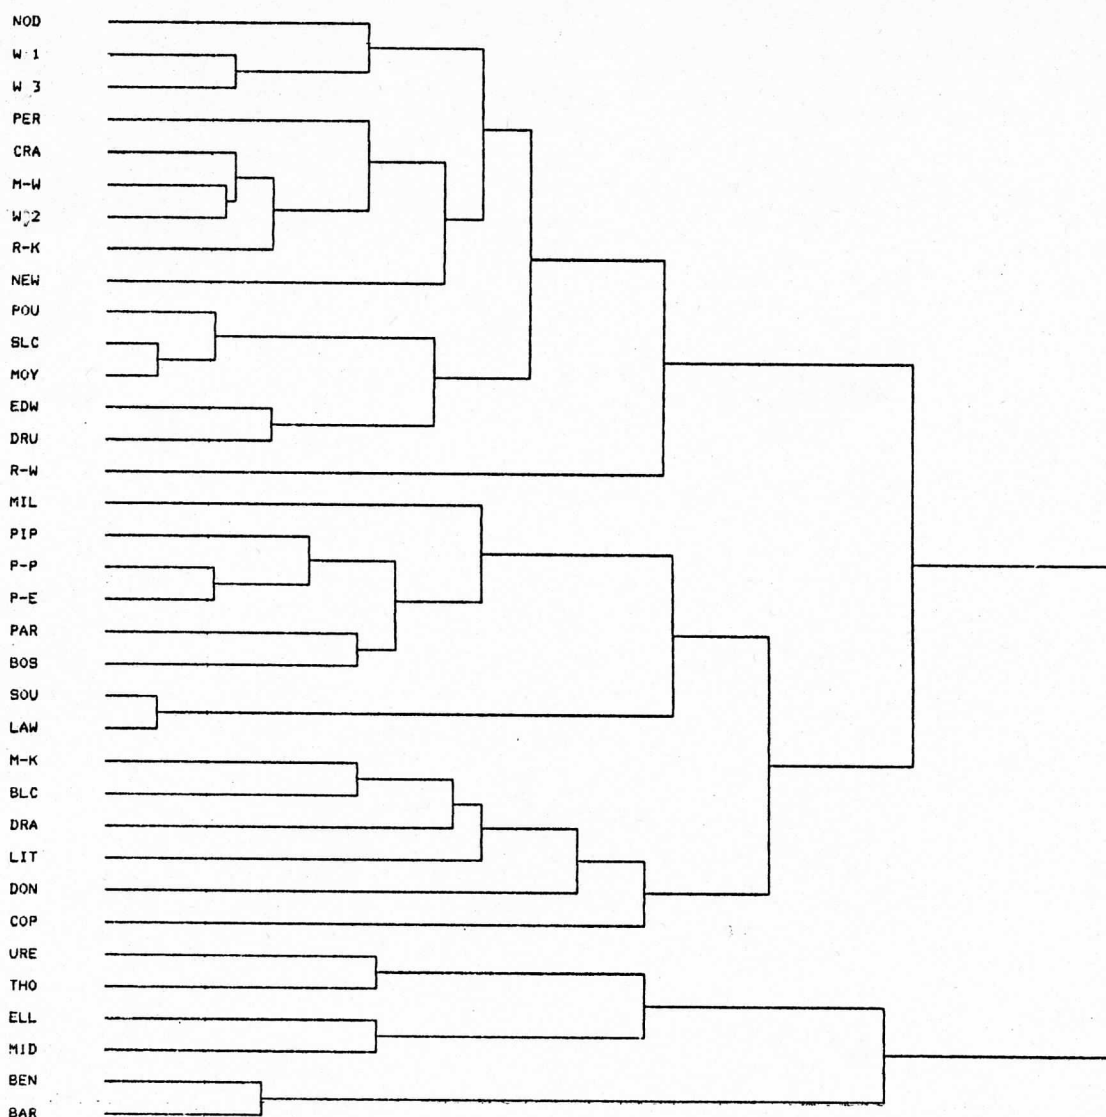 NOD
W 1
W 3
PER
CRA
M-W
W 2
R-K
NEW
POU
SLC
MOY
EDW
DRU
R-W
MIL
PIP
P-P
P-E
PAR
BOS
SOU
LAW
M-K
BLC
DRA
LIT
DON
COP
URE
THO
ELL
MID
BEN
BAR